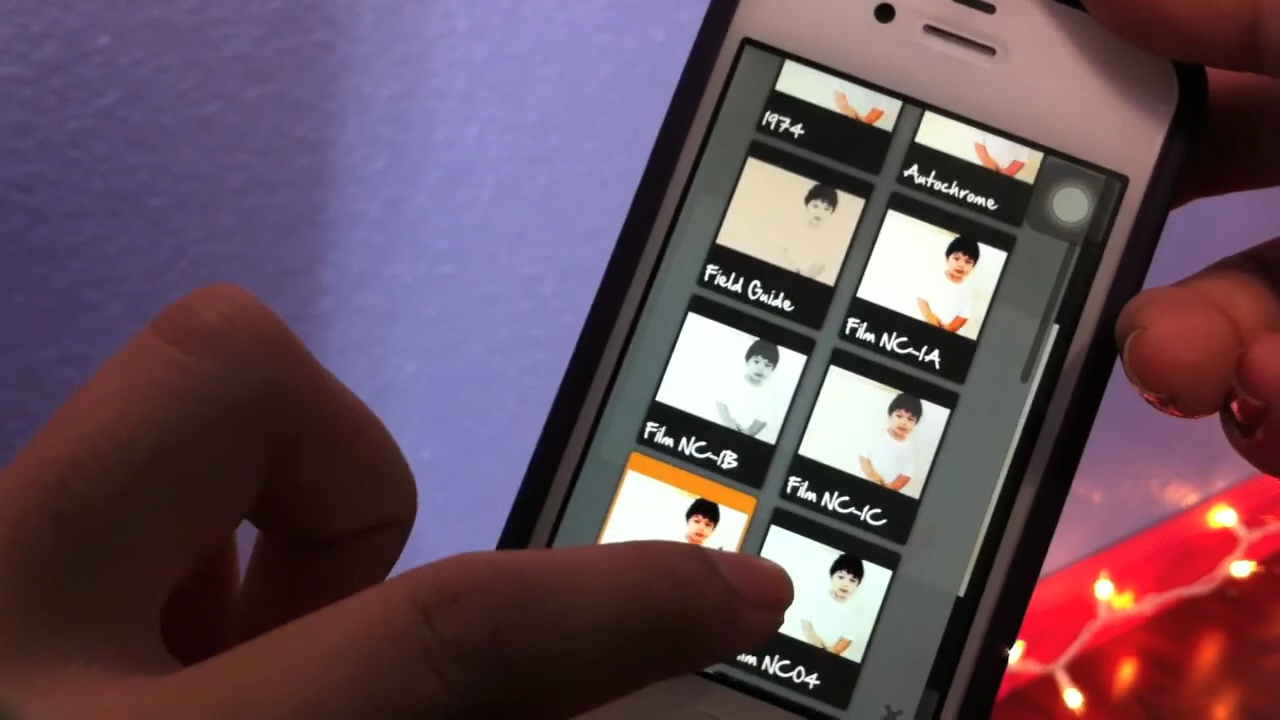 1974
Autochrome
Field Guide
Film NC-1A
Film NC-1B
Film NC-1C
NC04